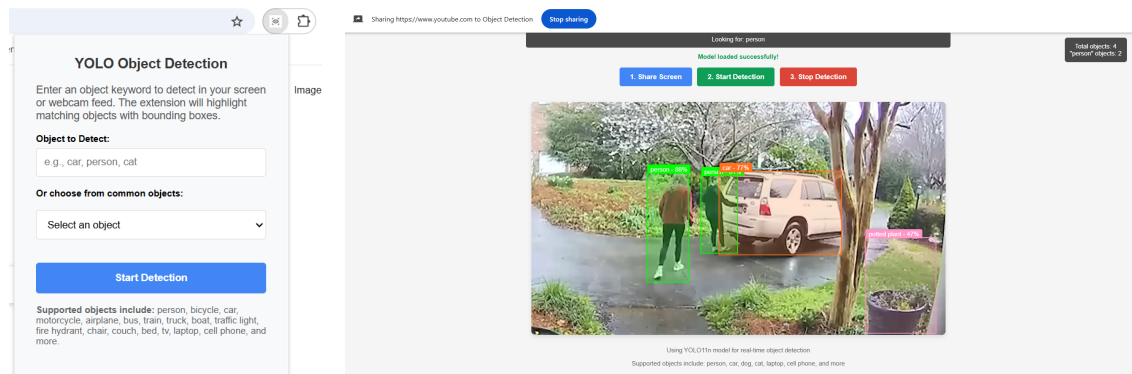 YOLO Object Detection
Enter an object keyword to detect in your screen
or webcam feed. The extension will highlight
matching objects with bounding boxes.
Object to Detect:
e.g., car, person, cat
Or choose from common objects:
Select an object
Start Detection
Supported objects include: person, bicycle, car,
motorcycle, airplane, bus, train, truck, boat, traffic light,
fire hydrant, chair, couch, bed, tv, laptop, cell phone, and
more.
Image
Sharing https://www.youtube.com to Object Detection
Stop sharing
Looking for: person
Total objects: 4
"person" objects: 2
Model loaded successfully!
1. Share Screen
2. Start Detection
3. Stop Detection
car - 77%
potted plant - 47%
Using YOLO11n model for real-time object detection
Supported objects include: person, car, dog, cat, laptop, cell phone, and more